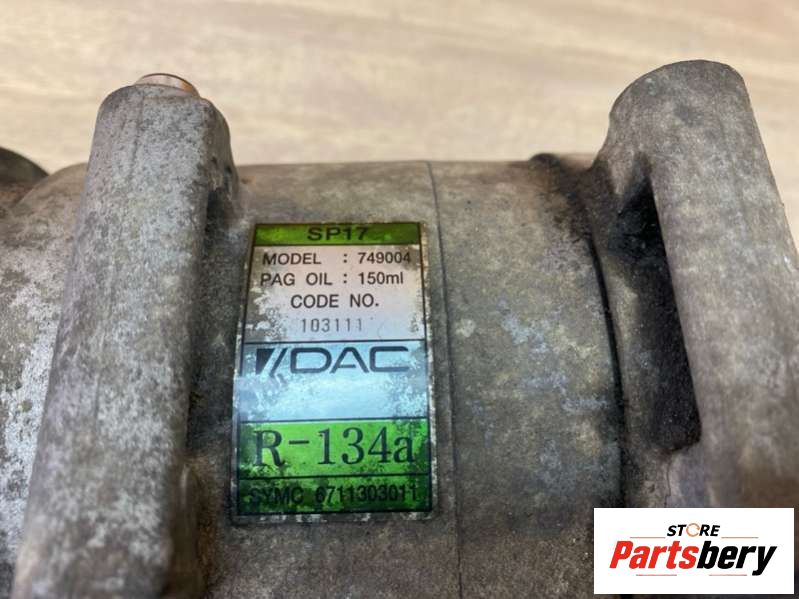 SP17
MODEL : 749004
PAG OIL : 150ml
CODE NO.
103111
DAC
R-134a
SYMC 6711303011
STORE
Partsbery